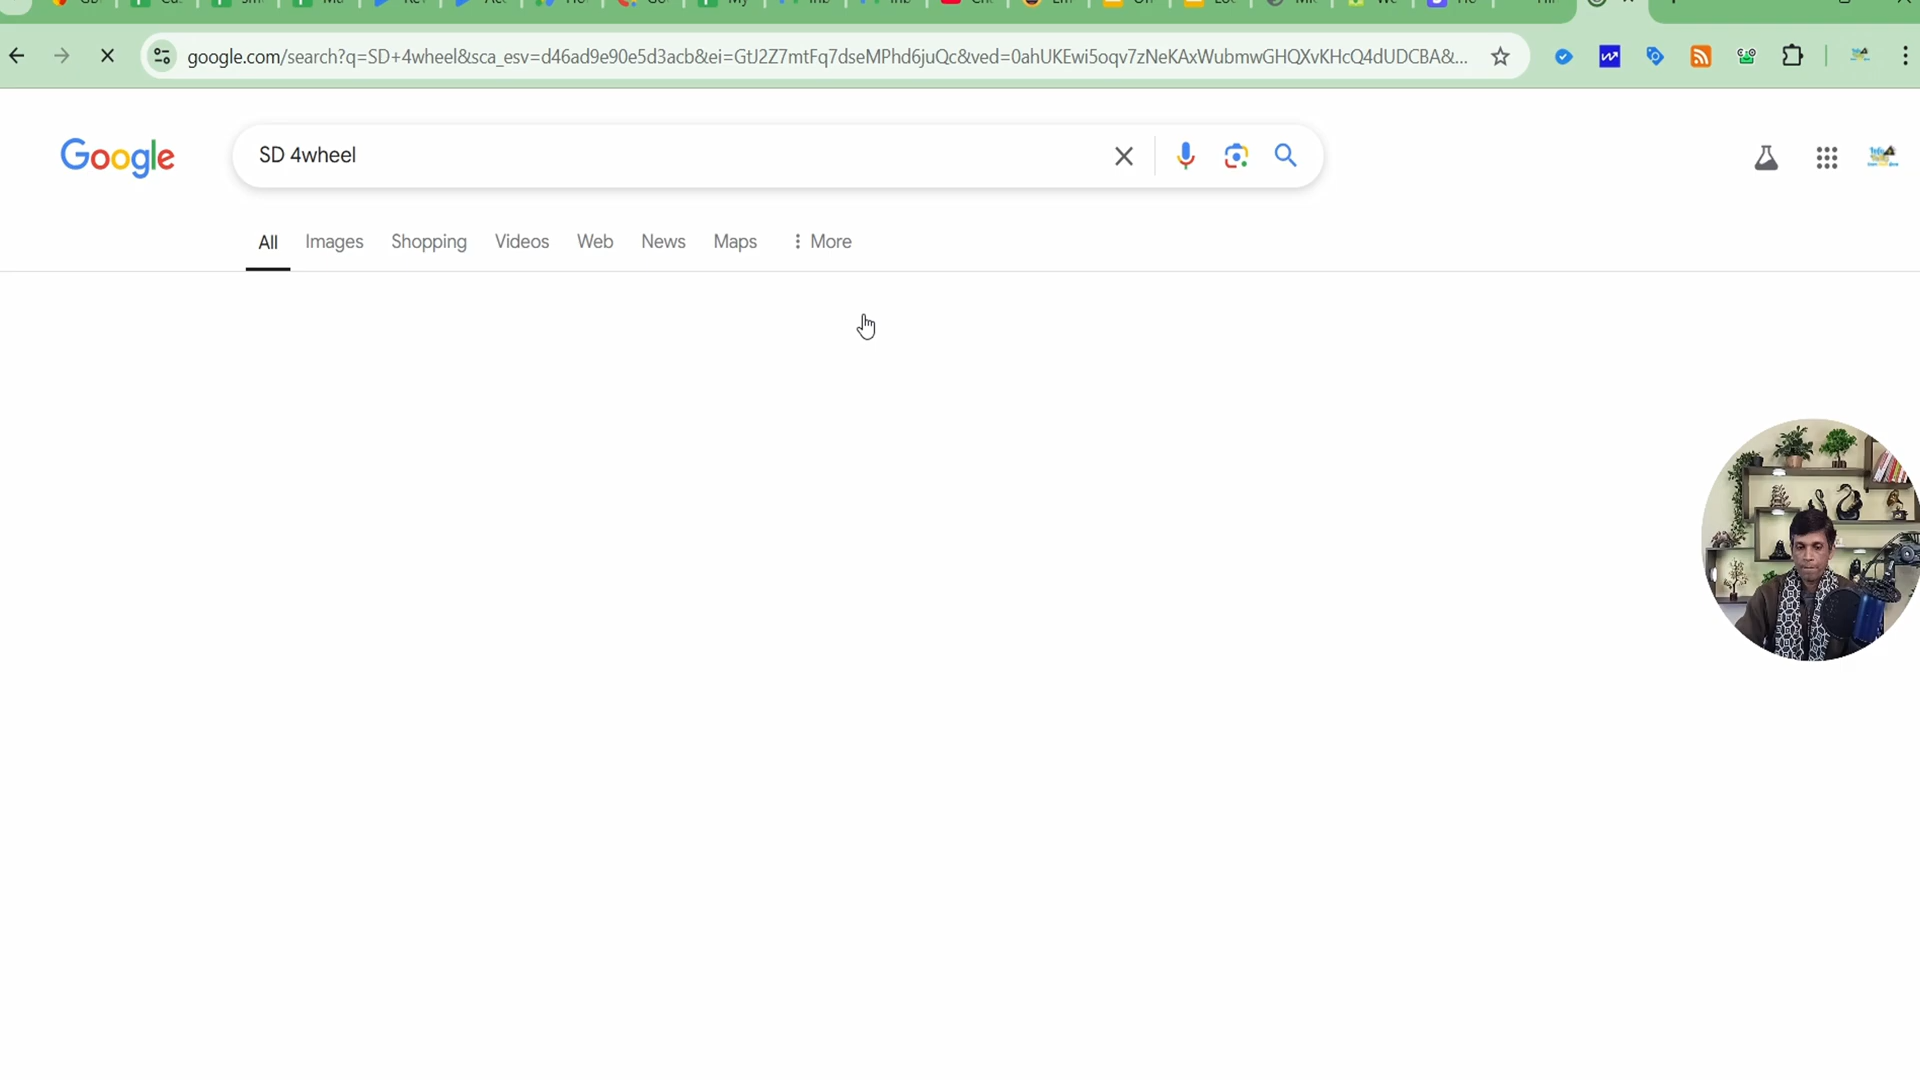 google.com/search?q=SD+4wheel&sca_esv=d46ad9e90e5d3acb&ei=GtJ2Z7mtFq7dseMPhd6juQc&ved=0ahUKEwi5oqv7zNeKAxWubmwGHQXvKHcQ4dUDCBA&...
Google
SD 4wheel
All Images Shopping Videos Web News Maps More